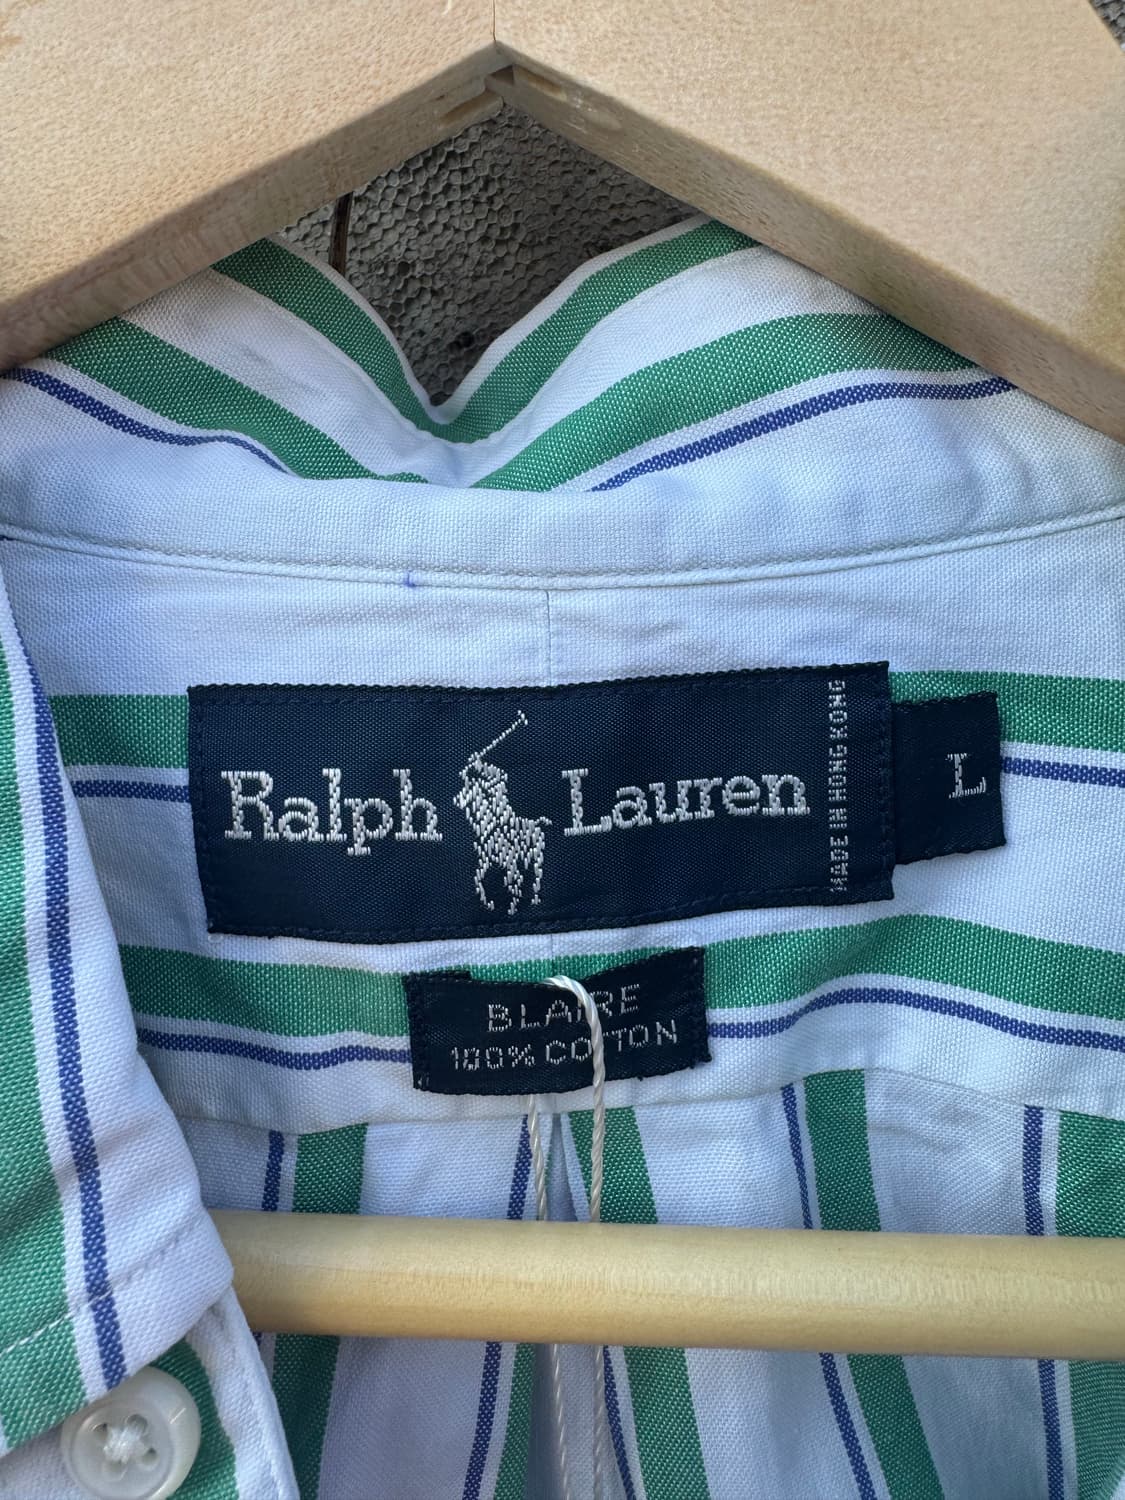 Ralph Lauren
MADE IN HONG KONG
L
BLAIRE
100% COTTON